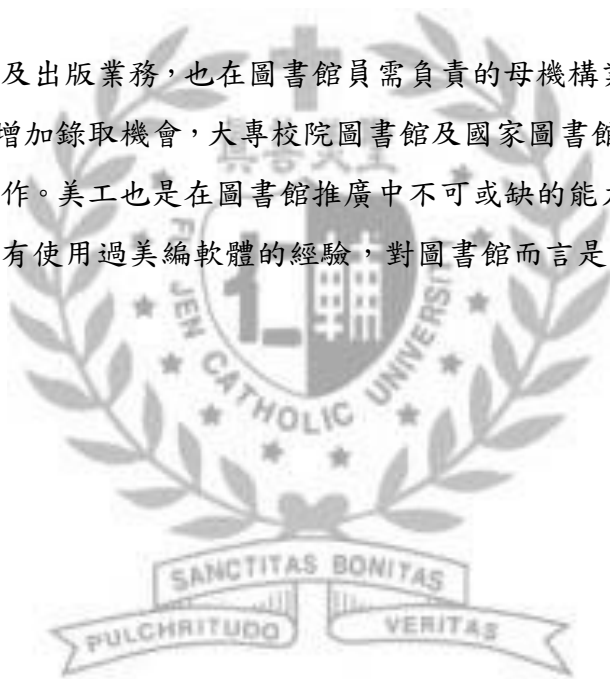 及出版業務，也在圖書館員需負責的母機構
增加錄取機會，大專校院圖書館及國家圖書館
作。美工也是在圖書館推廣中不可或缺的能
有使用過美編軟體的經驗，對圖書館而言是
JEN CATHOLIC UNIVERSI
SANCTITAS BONITAS
PULCHRITUDO VERITAS